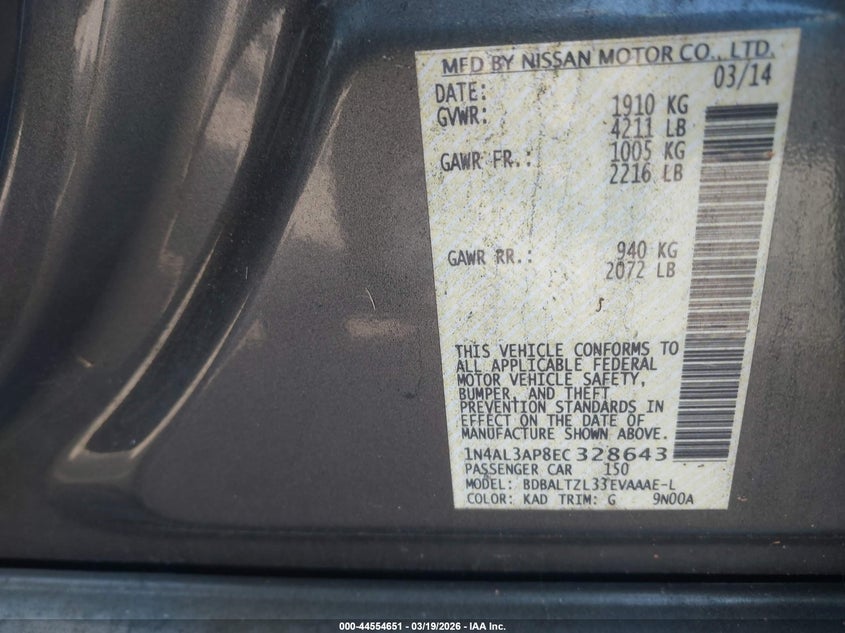 MFD BY NISSAN MOTOR CO., LTD.
03/14
DATE:
GVWR: 1910 KG
4211 LB
GAWR FR.: 1005 KG
2216 LB
GAWR RR.: 940 KG
2072 LB
THIS VEHICLE CONFORMS TO
ALL APPLICABLE FEDERAL
MOTOR VEHICLE SAFETY,
BUMPER, AND THEFT
PREVENTION STANDARDS IN
EFFECT ON THE DATE OF
MANUFACTURE SHOWN ABOVE.
1N4AL3AP8EC328643
PASSENGER CAR 150
MODEL: BDBALTZL33EVAAAE-L
COLOR: KAD TRIM: G 9N00A
000-44554651 - 03/19/2026 - IAA Inc.